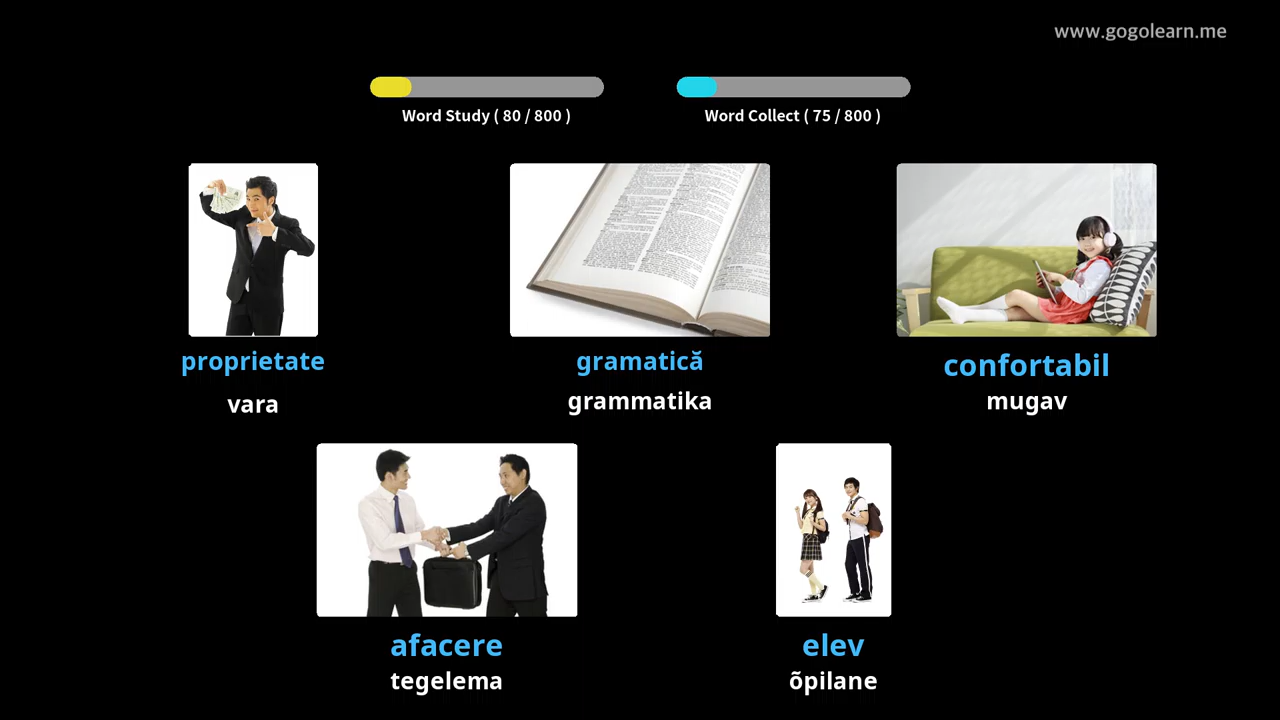 www.gogolearn.me
Word Study ( 80 / 800 )
Word Collect ( 75 / 800 )
proprietate
vara
gramatică
grammatika
confortabil
mugav
afacere
tegelema
elev
õpilane